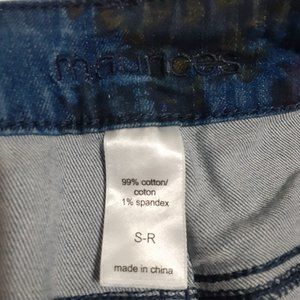 maurices
99% cotton/
coton
1% spandex
S-R
made in china